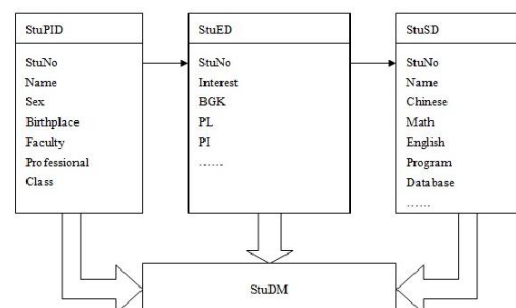 StuPID
StuNo
Name
Sex
Birthplace
Faculty
Professional
Class
StuED
StuNo
Interest
BGK
PL
PI
......
StuSD
StuNo
Name
Chinese
Math
English
Program
Database
......
StuDM